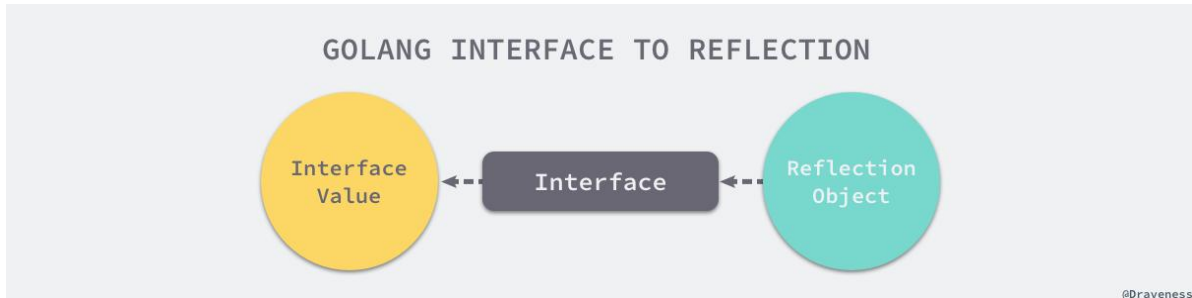 GOLANG INTERFACE TO REFLECTION
Interface
Value
Interface
Reflection
Object
@Draveness